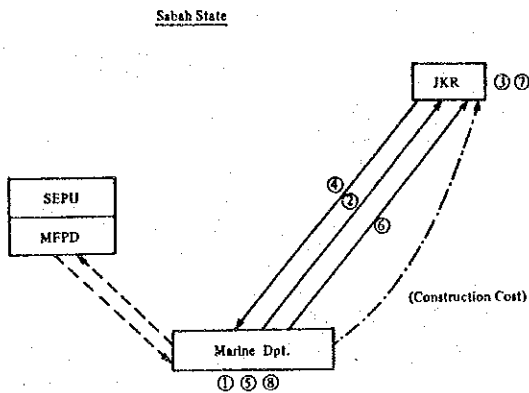 Sabah State
JKR ③ ⑦
④
②
SEPU
⑥
MFPD
(Construction Cost)
Marine Dpt.
① ⑤ ⑧